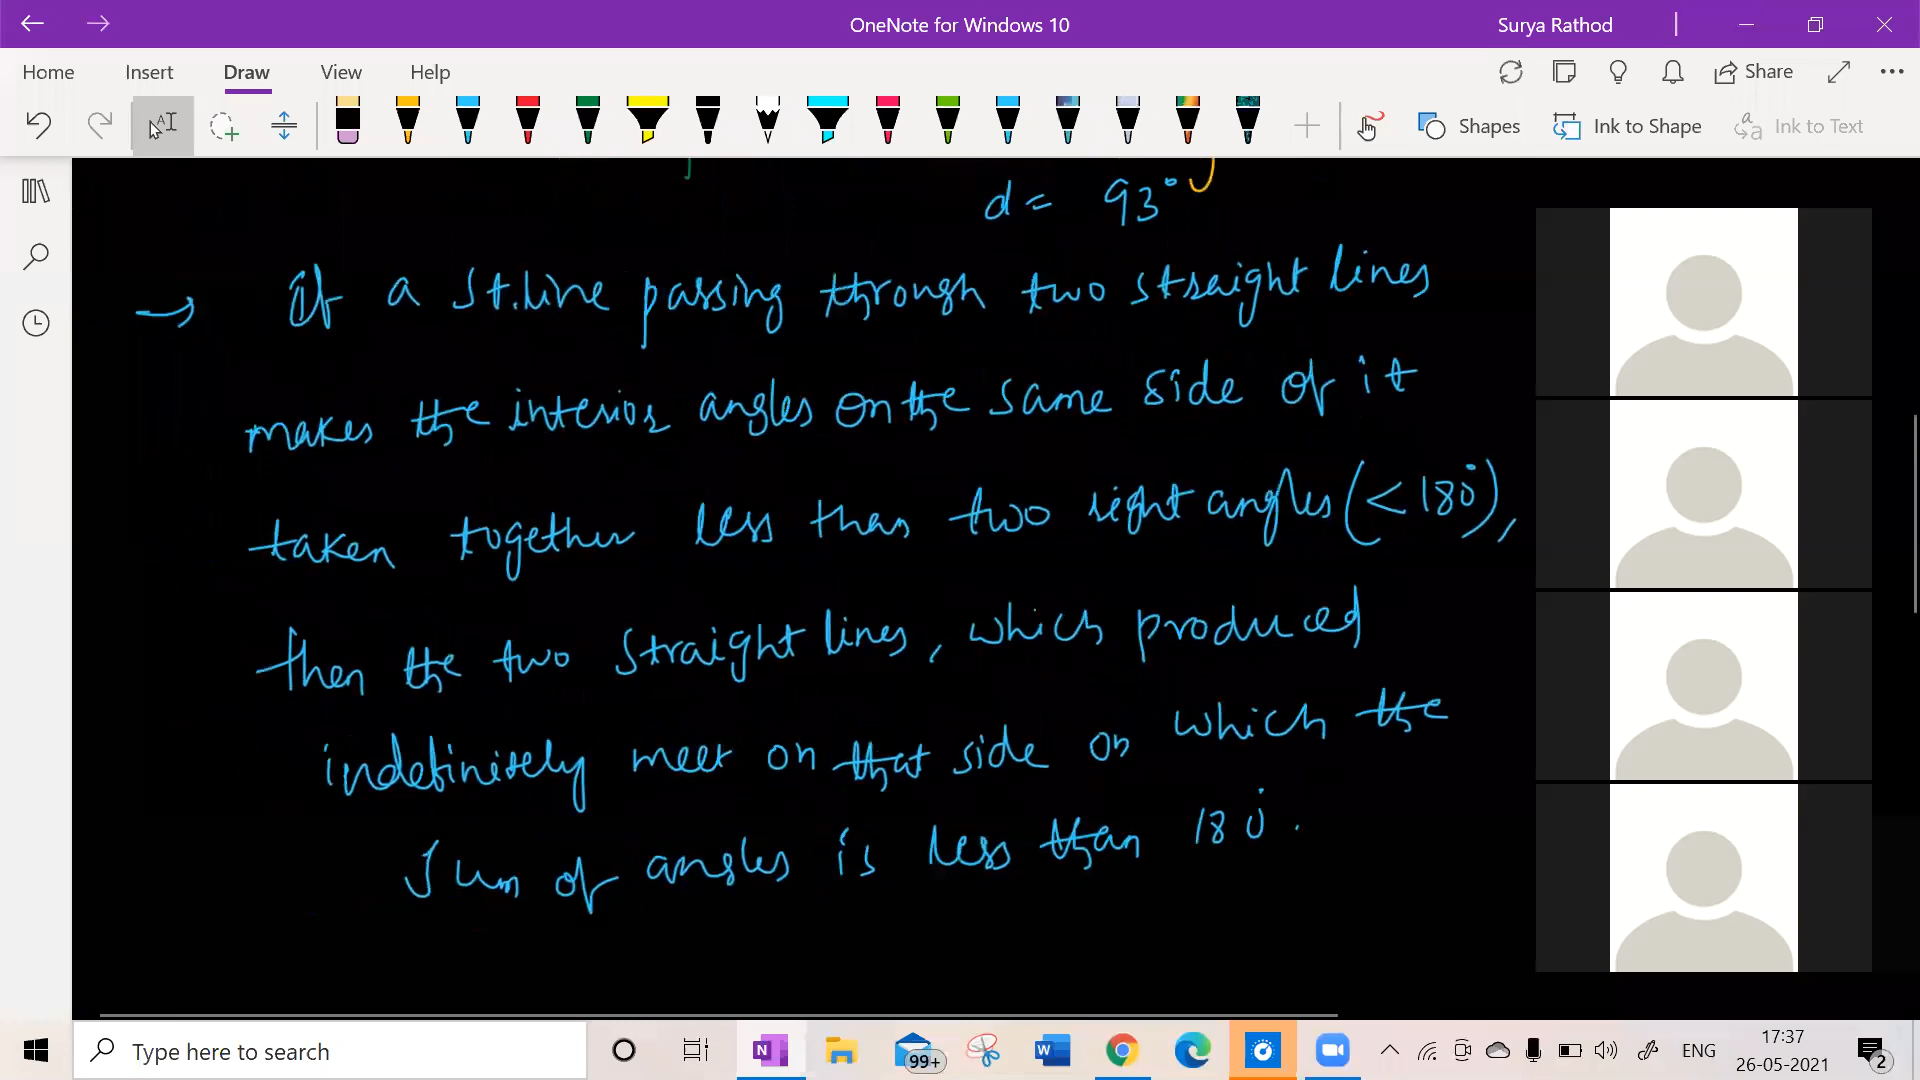 OneNote for Windows 10
Surya Rathod
Home Insert Draw View Help
Share
Shapes
Ink to Shape
Ink to Text
d = 93°
→ If a St.line passing through two straight lines
makes the interior angles on the same side of it
taken together less than two right angles (< 180°),
then the two straight lines, which produced
indefinitely meet on that side on which the
Sum of angles is less than 180°.
Type here to search
99+
ENG
17:37
26-05-2021
2